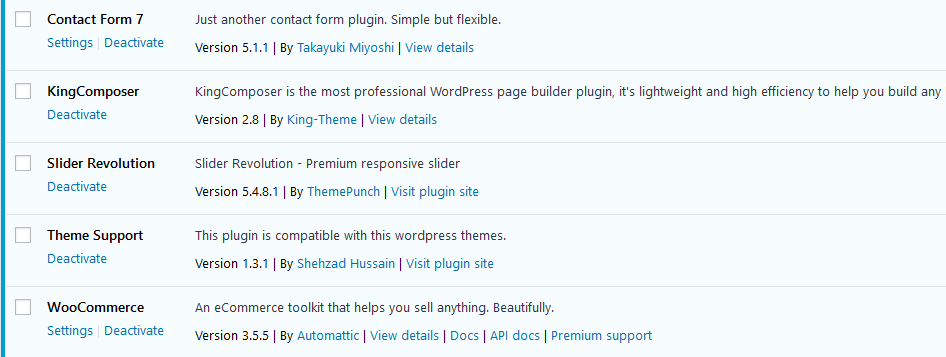 Contact Form 7 Just another contact form plugin. Simple but flexible.
Settings | Deactivate
Version 5.1.1 | By Takayuki Miyoshi | View details
KingComposer KingComposer is the most professional WordPress page builder plugin, it's lightweight and high efficiency to help you build any
Deactivate
Version 2.8 | By King-Theme | View details
Slider Revolution Slider Revolution - Premium responsive slider
Deactivate
Version 5.4.8.1 | By ThemePunch | Visit plugin site
Theme Support This plugin is compatible with this wordpress themes.
Deactivate
Version 1.3.1 | By Shehzad Hussain | Visit plugin site
WooCommerce An eCommerce toolkit that helps you sell anything. Beautifully.
Settings | Deactivate
Version 3.5.5 | By Automattic | View details | Docs | API docs | Premium support